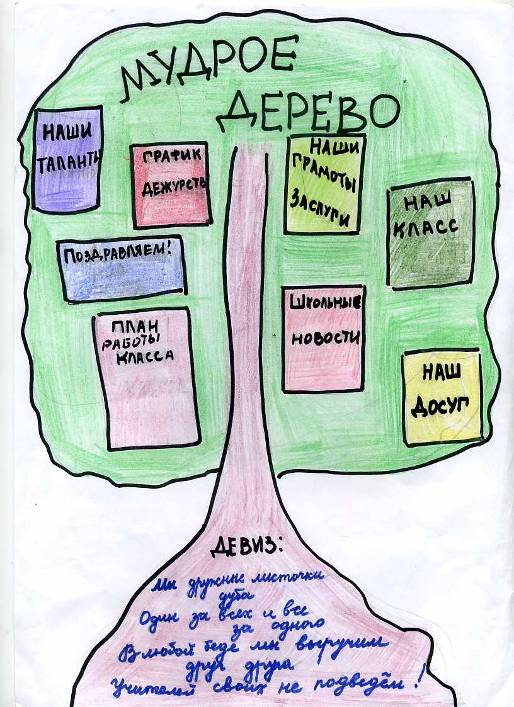 МУДРОЕ
ДЕРЕВО
НАШИ
ТАЛАНТЫ
ГРАФИК
ДЕЖУРСТВ
НАШИ
ГРАМОТЫ
ЗАСЛУГИ
НАШ
КЛАСС
ПОЗДРАВЛЯЕМ!
ПЛАН
РАБОТЫ
КЛАССА
ШКОЛЬНЫЕ
НОВОСТИ
НАШ
ДОСУГ
ДЕВИЗ:
Мы дружные листочки
дуба
Один за всех и все
за одного
В любой беде мы выручим
друг друга
Учителей своих не подведём!